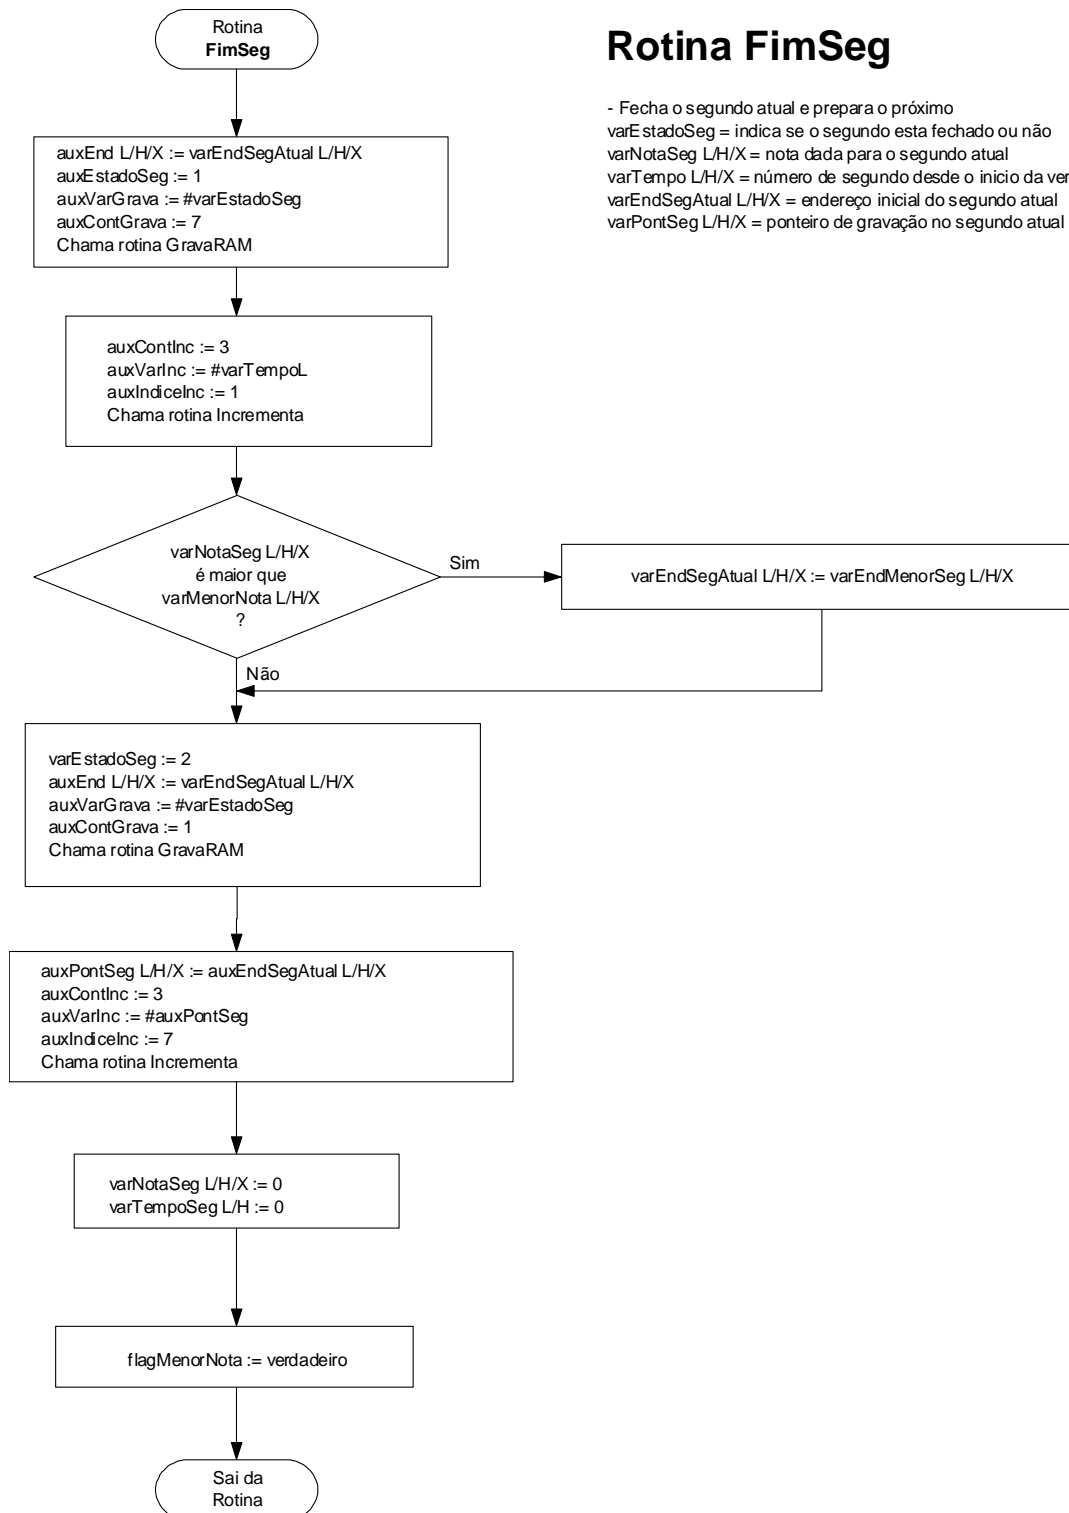 Rotina
FimSeg
Rotina FimSeg
- Fecha o segundo atual e prepara o próximo
varEstadoSeg = indica se o segundo esta fechado ou não
varNotaSeg L/H/X = nota dada para o segundo atual
varTempo L/H/X = número de segundo desde o inicio da ver
varEndSegAtual L/H/X = endereço inicial do segundo atual
varPontSeg L/H/X = ponteiro de gravação no segundo atual
auxEnd L/H/X := varEndSegAtual L/H/X
auxEstadoSeg := 1
auxVarGrava := #varEstadoSeg
auxContGrava := 7
Chama rotina GravaRAM
auxContInc := 3
auxVarInc := #varTempoL
auxIndiceInc := 1
Chama rotina Incrementa
varNotaSeg L/H/X
é maior que
varMenorNota L/H/X
?
Sim
varEndSegAtual L/H/X := varEndMenorSeg L/H/X
Não
varEstadoSeg := 2
auxEnd L/H/X := varEndSegAtual L/H/X
auxVarGrava := #varEstadoSeg
auxContGrava := 1
Chama rotina GravaRAM
auxPontSeg L/H/X := auxEndSegAtual L/H/X
auxContInc := 3
auxVarInc := #auxPontSeg
auxIndiceInc := 7
Chama rotina Incrementa
varNotaSeg L/H/X := 0
varTempoSeg L/H := 0
flagMenorNota := verdadeiro
Sai da
Rotina